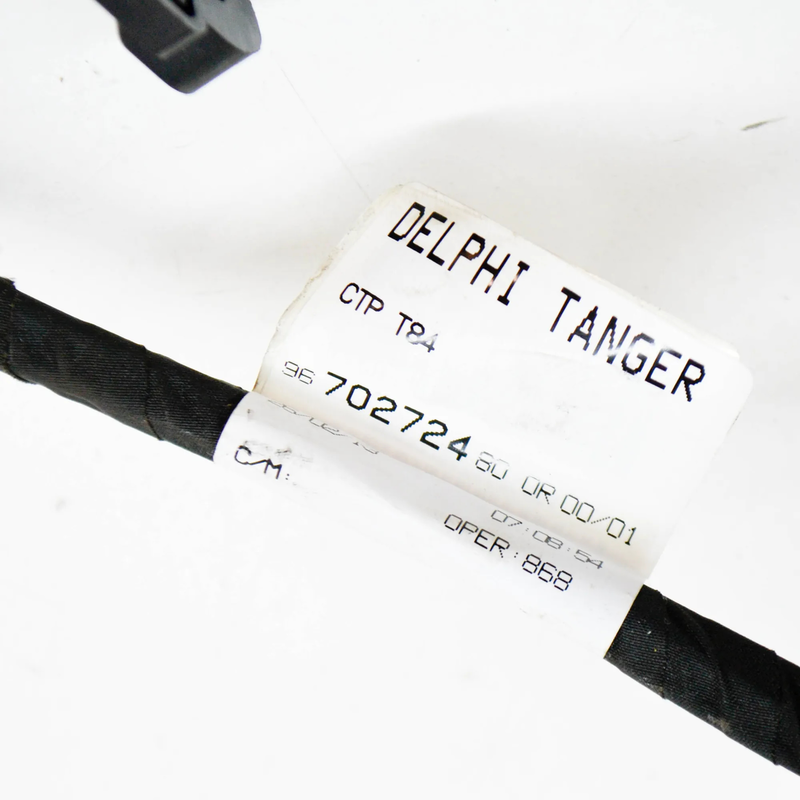 DELPHI TANGER
CTP T84
96 702724 80 OR 00/01
07:08:54
C/M:
OPER:868